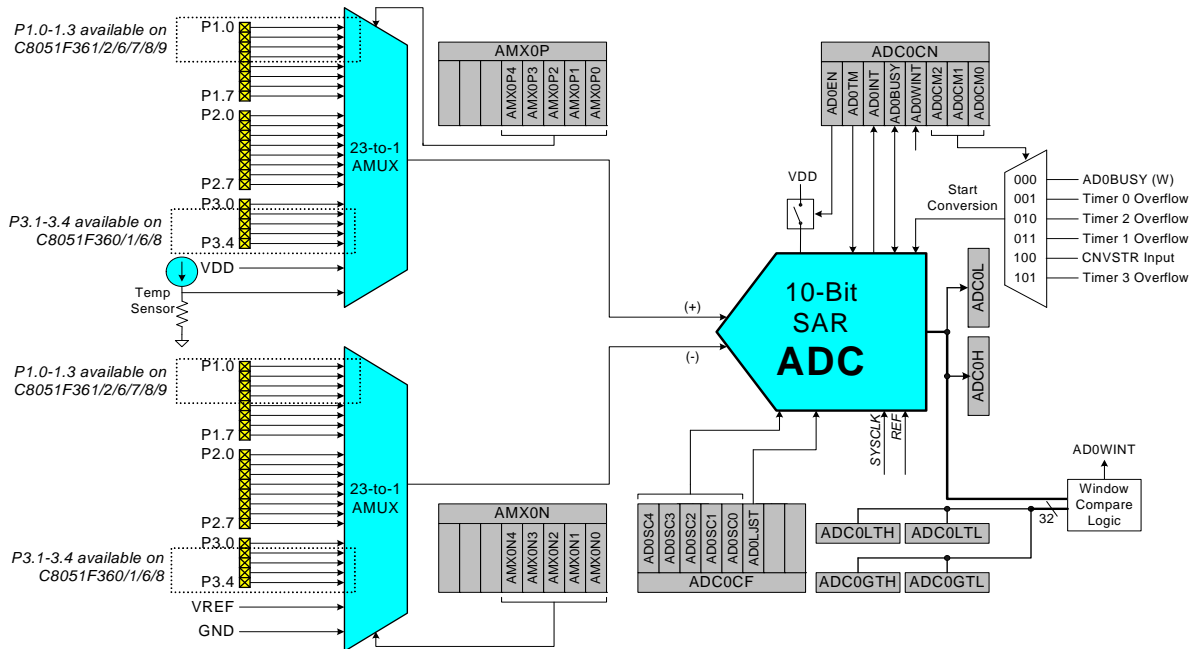 P1.0-1.3 available on
C8051F361/2/6/7/8/9
P1.0
P1.7
P2.0
P2.7
P3.0
P3.4
P3.1-3.4 available on
C8051F360/1/6/8
VDD
Temp
Sensor
23-to-1
AMUX
AMX0P
AMX0P4
AMX0P3
AMX0P2
AMX0P1
AMX0P0
ADC0CN
AD0EN
AD0TM
AD0INT
AD0BUSY
AD0WINT
AD0CM2
AD0CM1
AD0CM0
VDD
Start
Conversion
000
AD0BUSY (W)
001
Timer 0 Overflow
010
Timer 2 Overflow
011
Timer 1 Overflow
100
CNVSTR Input
101
Timer 3 Overflow
(+)
(-)
10-Bit
SAR
ADC
ADC0L
ADC0H
SYSCLK
REF
P1.0-1.3 available on
C8051F361/2/6/7/8/9
P1.0
P1.7
P2.0
P2.7
P3.0
P3.4
P3.1-3.4 available on
C8051F360/1/6/8
VREF
GND
23-to-1
AMUX
AMX0N
AMX0N4
AMX0N3
AMX0N2
AMX0N1
AMX0N0
AD0SC4
AD0SC3
AD0SC2
AD0SC1
AD0SC0
AD0LJST
ADC0CF
AD0WINT
Window
Compare
Logic
32
ADC0LTH
ADC0LTL
ADC0GTH
ADC0GTL